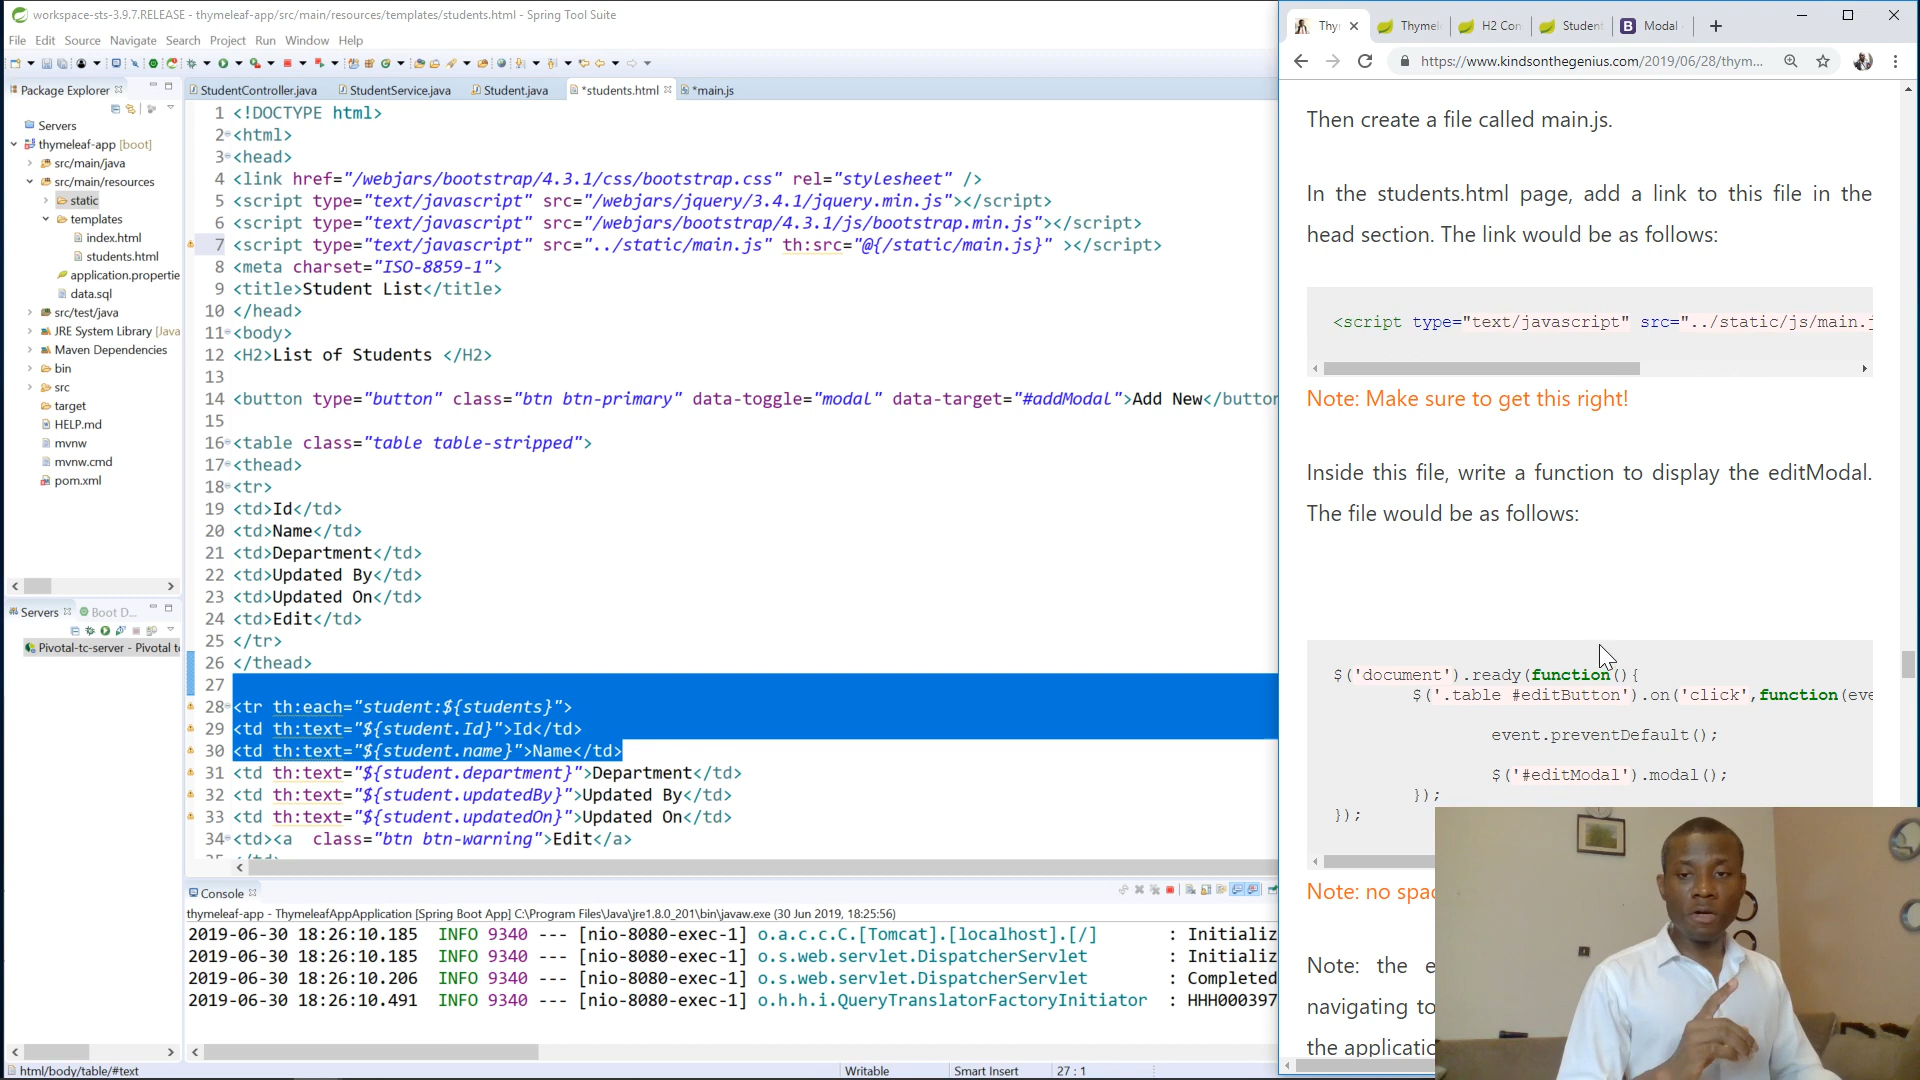 workspace-sts-3.9.7.RELEASE - thymeleaf-app/src/main/resources/templates/students.html - Spring Tool Suite
File Edit Source Navigate Search Project Run Window Help
Package Explorer
Servers
thymeleaf-app [boot]
src/main/java
src/main/resources
static
templates
index.html
students.html
application.propertie
data.sql
src/test/java
JRE System Library [Java
Maven Dependencies
bin
src
target
HELP.md
mvnw
mvnw.cmd
pom.xml
Servers Boot D...
Pivotal-tc-server - Pivotal t
StudentController.java StudentService.java Student.java *students.html *main.js
1 <!DOCTYPE html>
2 <html>
3 <head>
4 <link href="/webjars/bootstrap/4.3.1/css/bootstrap.css" rel="stylesheet" />
5 <script type="text/javascript" src="/webjars/jquery/3.4.1/jquery.min.js"></script>
6 <script type="text/javascript" src="/webjars/bootstrap/4.3.1/js/bootstrap.min.js"></script>
7 <script type="text/javascript" src="../static/main.js" th:src="@{/static/main.js}" ></script>
8 <meta charset="ISO-8859-1">
9 <title>Student List</title>
10 </head>
11 <body>
12 <H2>List of Students </H2>
13
14 <button type="button" class="btn btn-primary" data-toggle="modal" data-target="#addModal">Add New</button
15
16 <table class="table table-stripped">
17 <thead>
18 <tr>
19 <td>Id</td>
20 <td>Name</td>
21 <td>Department</td>
22 <td>Updated By</td>
23 <td>Updated On</td>
24 <td>Edit</td>
25 </tr>
26 </thead>
27
28 <tr th:each="student:${students}">
29 <td th:text="${student.Id}">Id</td>
30 <td th:text="${student.name}">Name</td>
31 <td th:text="${student.department}">Department</td>
32 <td th:text="${student.updatedBy}">Updated By</td>
33 <td th:text="${student.updatedOn}">Updated On</td>
34 <td><a  class="btn btn-warning">Edit</a>
Console
thymeleaf-app - ThymeleafAppApplication [Spring Boot App] C:\Program Files\Java\jre1.8.0_201\bin\javaw.exe (30 Jun 2019, 18:25:56)
2019-06-30 18:26:10.185 INFO 9340 --- [nio-8080-exec-1] o.a.c.c.C.[Tomcat].[localhost].[/] : Initializ
2019-06-30 18:26:10.185 INFO 9340 --- [nio-8080-exec-1] o.s.web.servlet.DispatcherServlet : Initializ
2019-06-30 18:26:10.206 INFO 9340 --- [nio-8080-exec-1] o.s.web.servlet.DispatcherServlet : Completed
2019-06-30 18:26:10.491 INFO 9340 --- [nio-8080-exec-1] o.h.h.i.QueryTranslatorFactoryInitiator : HHH000397
html/body/table/#text Writable Smart Insert 27 : 1
Thy Thyme H2 Con Student Modal
https://www.kindsonthegenius.com/2019/06/28/thym...
Then create a file called main.js.
In the students.html page, add a link to this file in the
head section. The link would be as follows:
<script type="text/javascript" src="../static/js/main.j
Note: Make sure to get this right!
Inside this file, write a function to display the editModal.
The file would be as follows:
$('document').ready(function(){
$('.table #editButton').on('click',function(eve
event.preventDefault();
$('#editModal').modal();
});
});
Note: no spac
Note: the e
navigating to
the applicatic